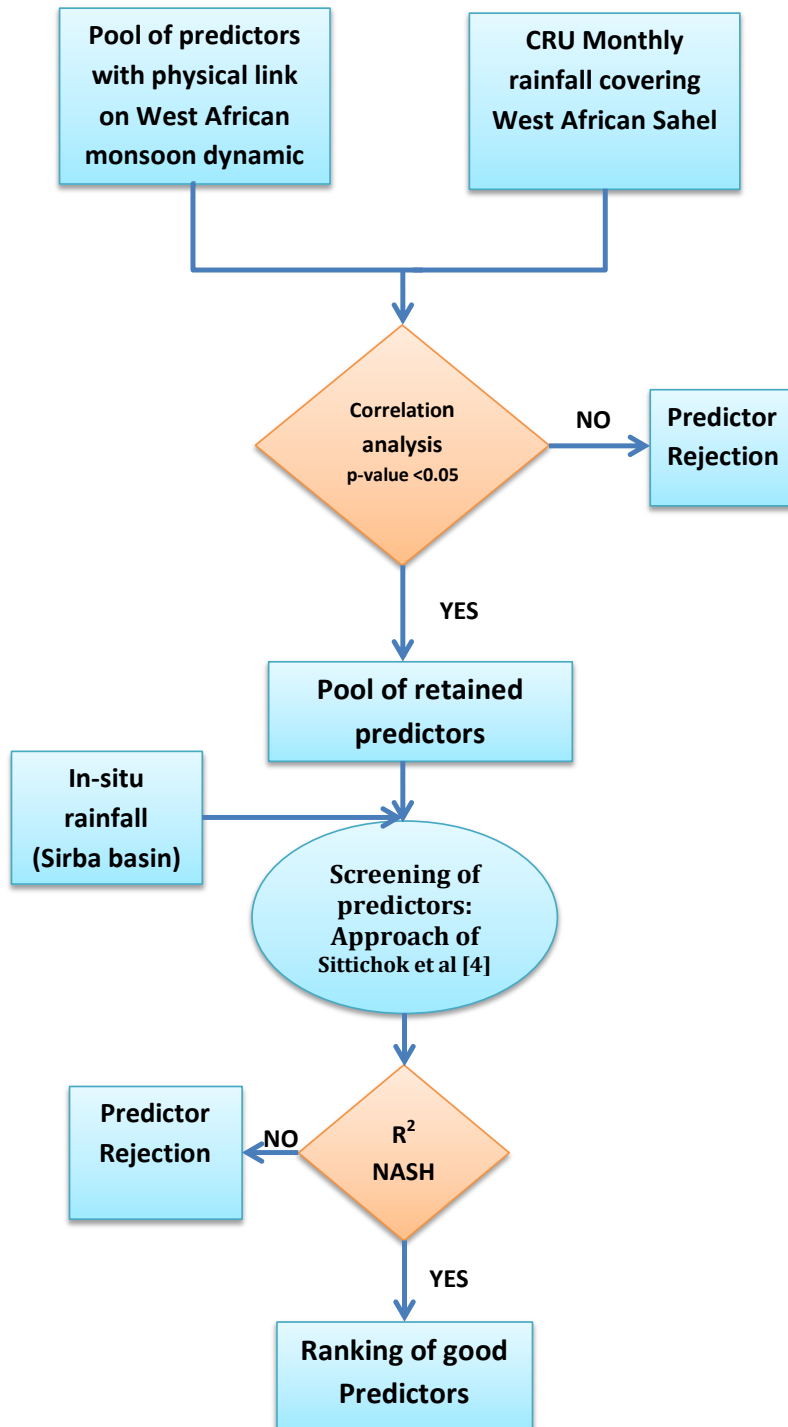 Pool of predictors
with physical link
on West African
monsoon dynamic
CRU Monthly
rainfall covering
West African Sahel
Correlation
analysis
p-value <0.05
NO
Predictor
Rejection
YES
Pool of retained
predictors
In-situ
rainfall
(Sirba basin)
Screening of
predictors:
Approach of
Sittichok et al [4]
Predictor
Rejection
NO
R²
NASH
YES
Ranking of good
Predictors